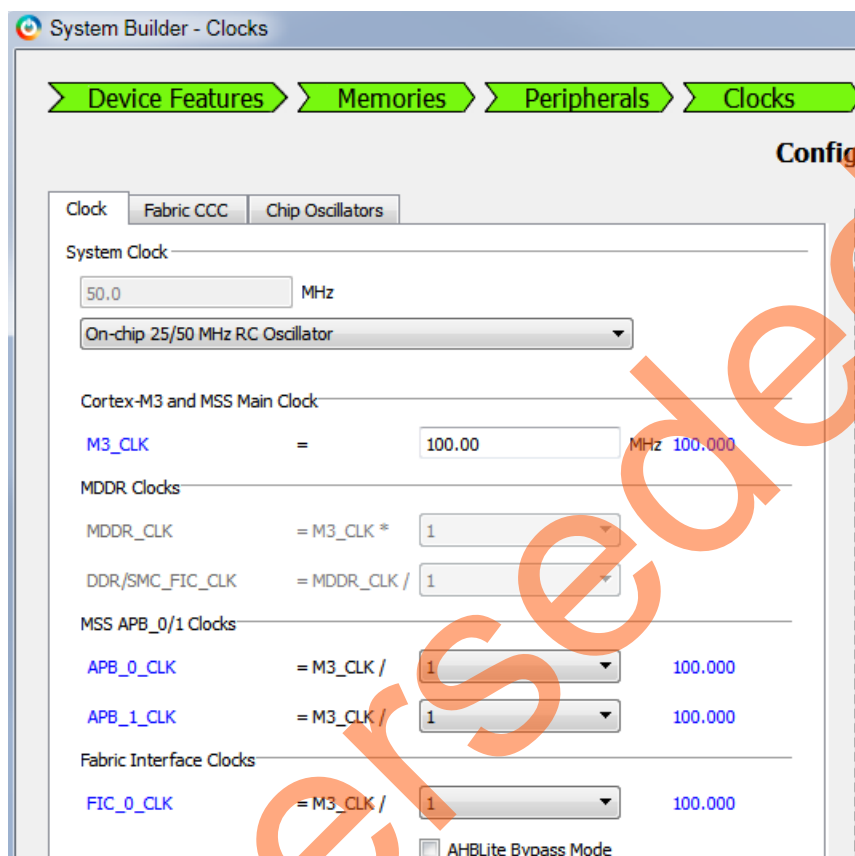 System Builder - Clocks
Device Features Memories Peripherals Clocks
Config
Clock Fabric CCC Chip Oscillators
System Clock
50.0 MHz
On-chip 25/50 MHz RC Oscillator
Cortex-M3 and MSS Main Clock
M3_CLK = 100.00 MHz 100.000
MDDR Clocks
MDDR_CLK = M3_CLK * 1
DDR/SMC_FIC_CLK = MDDR_CLK / 1
MSS APB_0/1 Clocks
APB_0_CLK = M3_CLK / 1 100.000
APB_1_CLK = M3_CLK / 1 100.000
Fabric Interface Clocks
FIC_0_CLK = M3_CLK / 1 100.000
AHBLite Bypass Mode
ersede